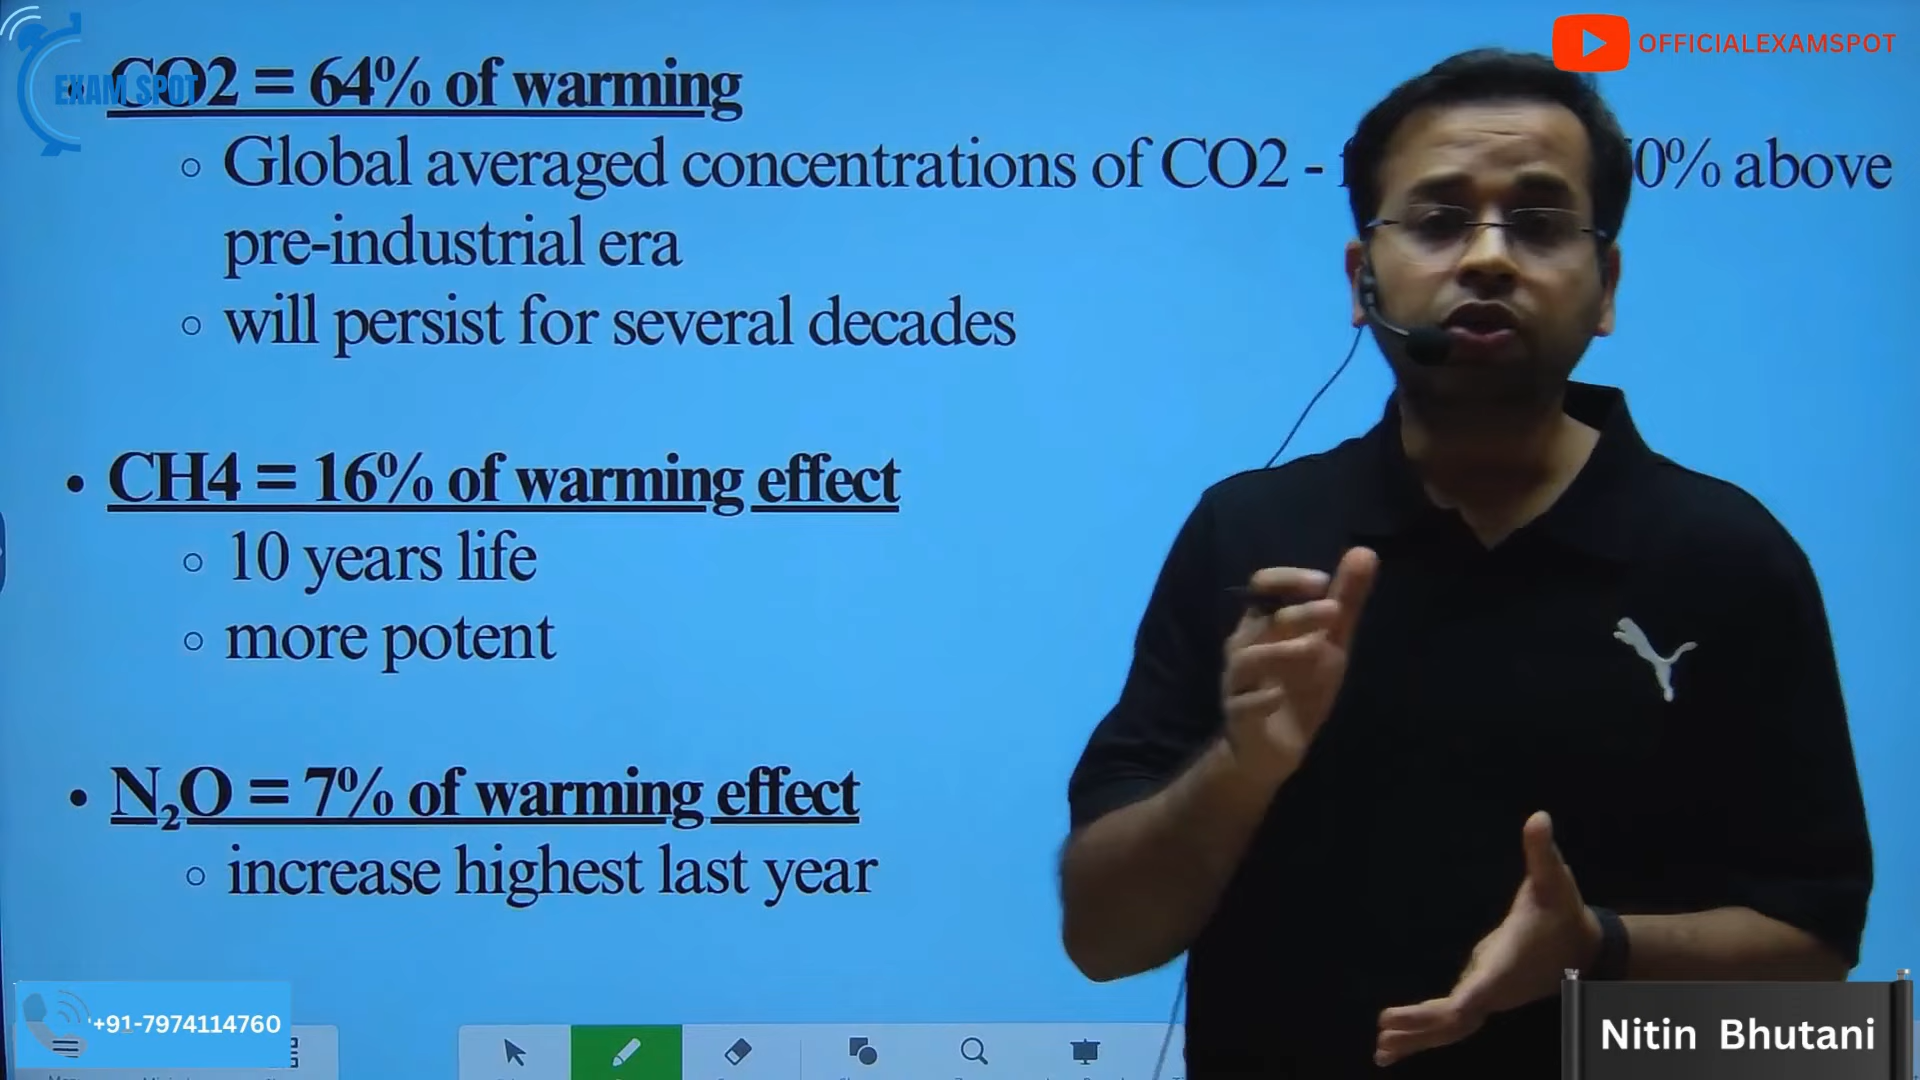 OFFICIALEXAMSPOT
EXAM SPOT
CO2 = 64% of warming
○ Global averaged concentrations of CO2 - 0% above
pre-industrial era
○ will persist for several decades
• CH4 = 16% of warming effect
○ 10 years life
○ more potent
• N₂O = 7% of warming effect
○ increase highest last year
+91-7974114760
Nitin Bhutani